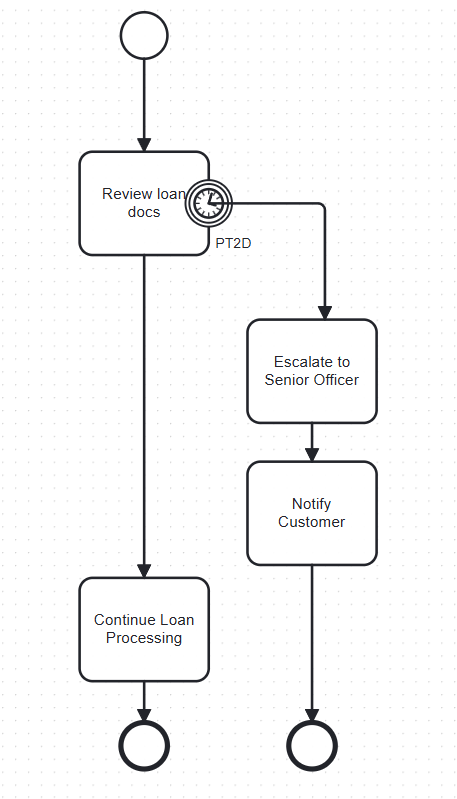 Review loan
docs
PT2D
Escalate to
Senior Officer
Notify
Customer
Continue Loan
Processing